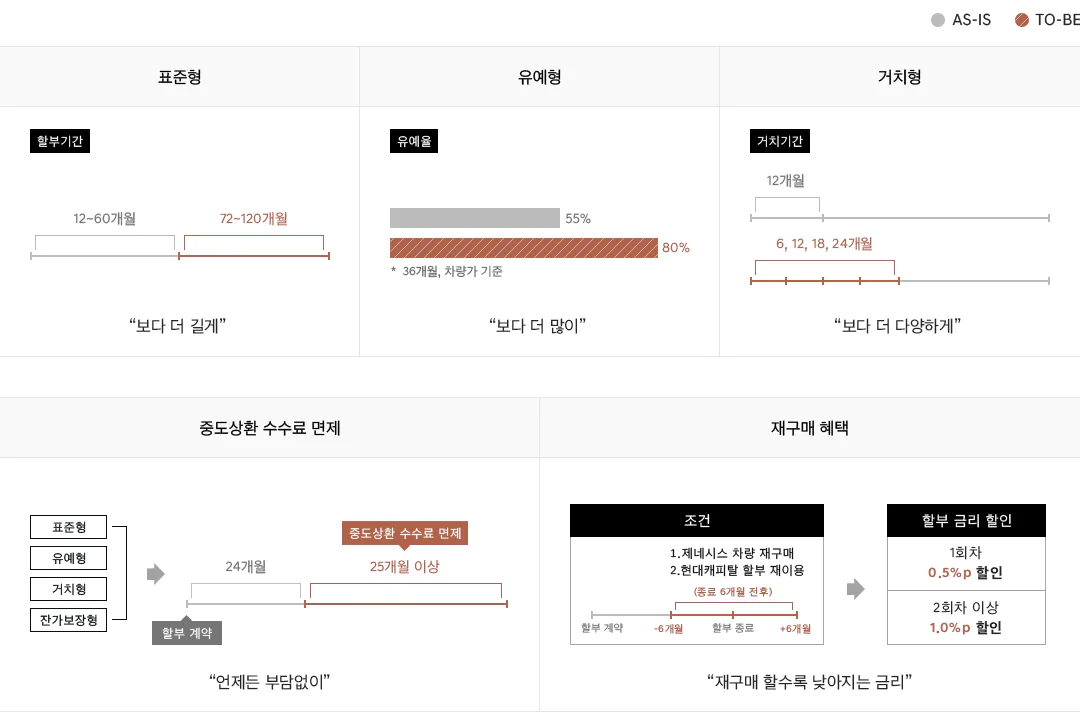 AS-IS TO-BE
표준형
유예형
거치형
할부기간
12~60개월
72~120개월
“보다 더 길게”
유예율
55%
80%
* 36개월, 차량가 기준
“보다 더 많이”
거치기간
12개월
6, 12, 18, 24개월
“보다 더 다양하게”
중도상환 수수료 면제
재구매 혜택
표준형
유예형
거치형
잔가보장형
24개월
중도상환 수수료 면제
25개월 이상
할부 계약
“언제든 부담없이”
조건
1.제네시스 차량 재구매
2.현대캐피탈 할부 재이용
(종료 6개월 전후)
할부 계약
-6개월
할부 종료
+6개월
할부 금리 할인
1회차
0.5%p 할인
2회차 이상
1.0%p 할인
“재구매 할수록 낮아지는 금리”